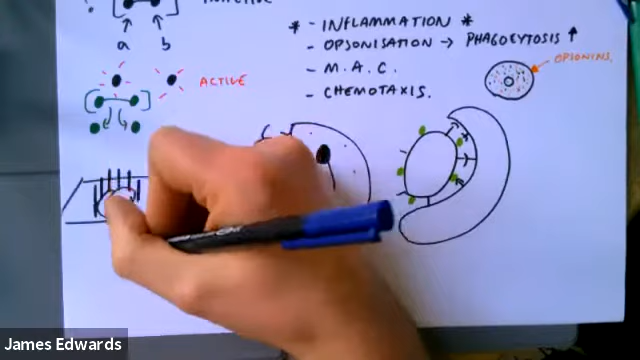 a b
ACTIVE
* - INFLAMMATION *
- OPSONISATION → PHAGOCYTOSIS ↑
- M.A.C.
- CHEMOTAXIS.
OPSONINS.
James Edwards